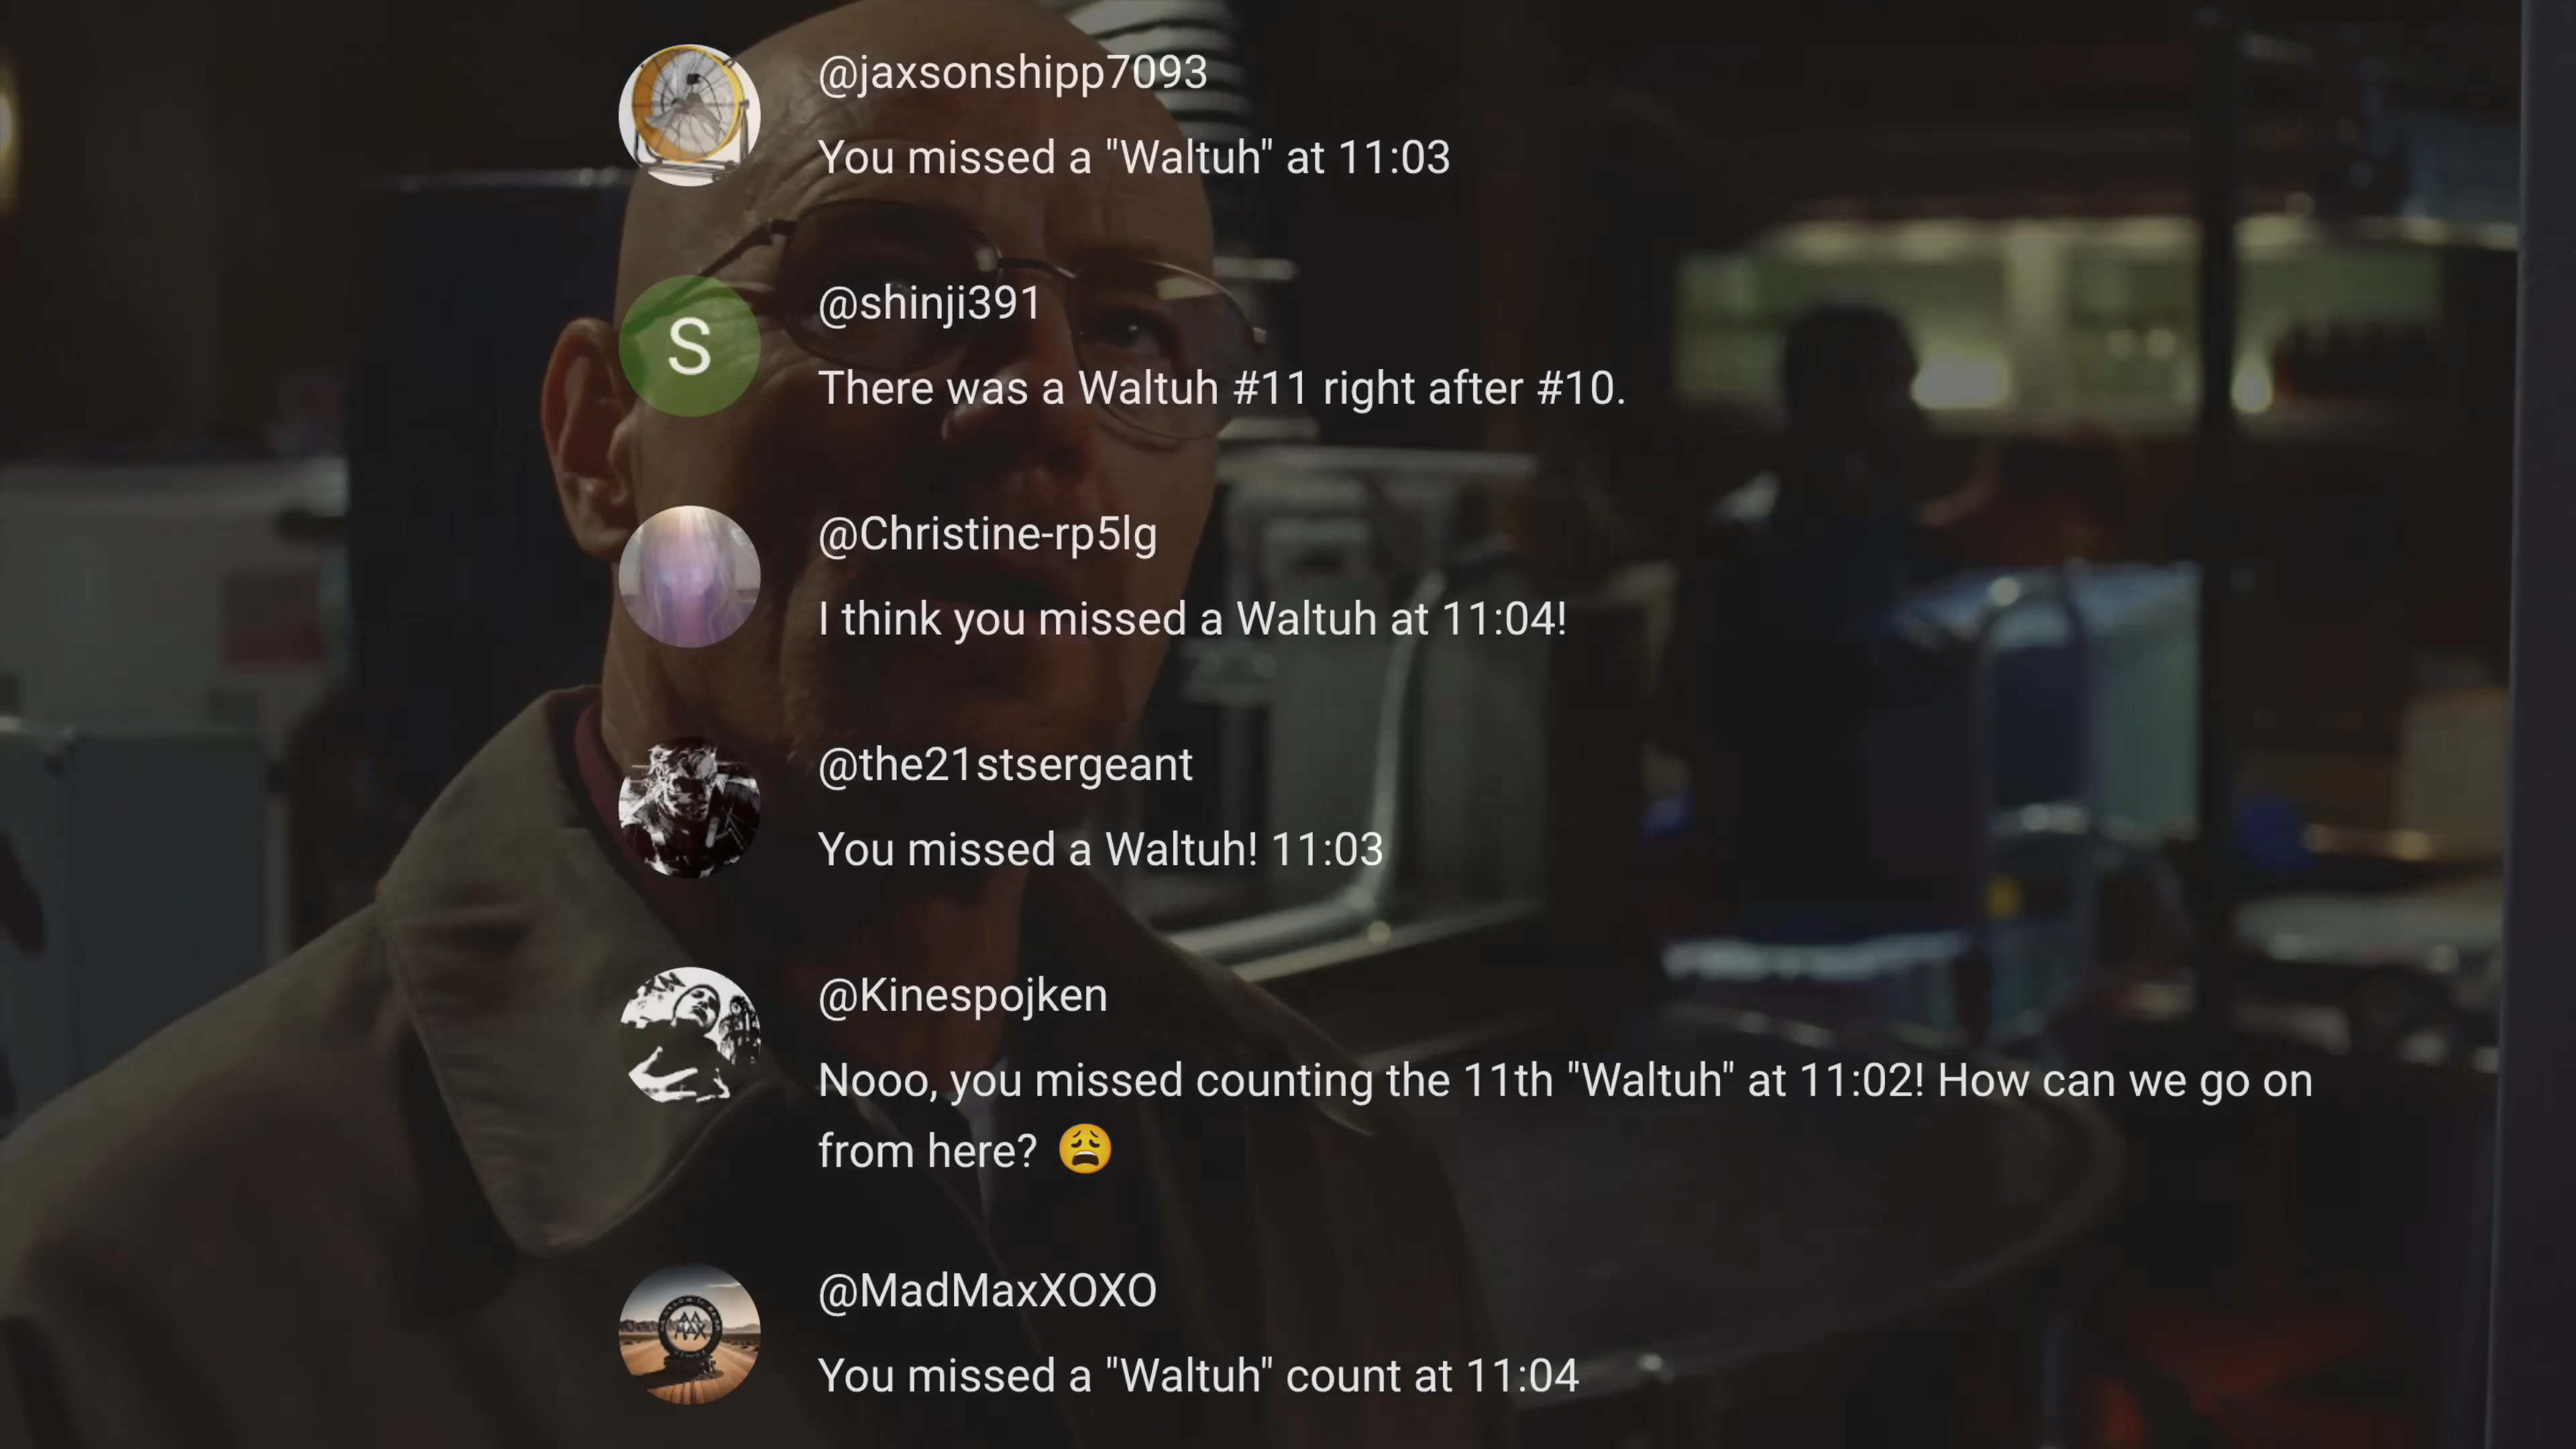 @jaxsonshipp7093
You missed a "Waltuh" at 11:03
S
@shinji391
There was a Waltuh #11 right after #10.
@Christine-rp5lg
I think you missed a Waltuh at 11:04!
@the21stsergeant
You missed a Waltuh! 11:03
@Kinespojken
Nooo, you missed counting the 11th "Waltuh" at 11:02! How can we go on
from here? 😩
@MadMaxXOXO
You missed a "Waltuh" count at 11:04